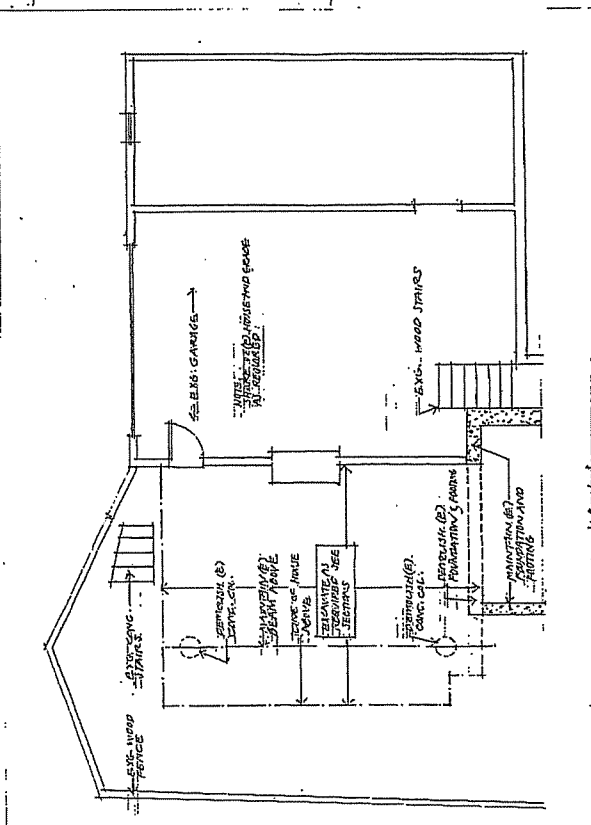 EXG. GARAGE
NOTE:
SHORE (E) HOUSE AND GRADE
AS REQUIRED.
EXG. WOOD STAIRS
DEMOLISH (E)
CONC. COL.
MAINTAIN (E)
BEAM ABOVE
EDGE OF HOUSE
ABOVE
EXCAVATE AS
REQUIRED SEE
SECTIONS
DEMOLISH (E)
CONC. COL.
DEMOLISH (E)
FOUNDATION & FOOTING
MAINTAIN (E)
FOUNDATION AND
FOOTING
EXG. CONC.
STAIRS
EXG. WOOD
FENCE